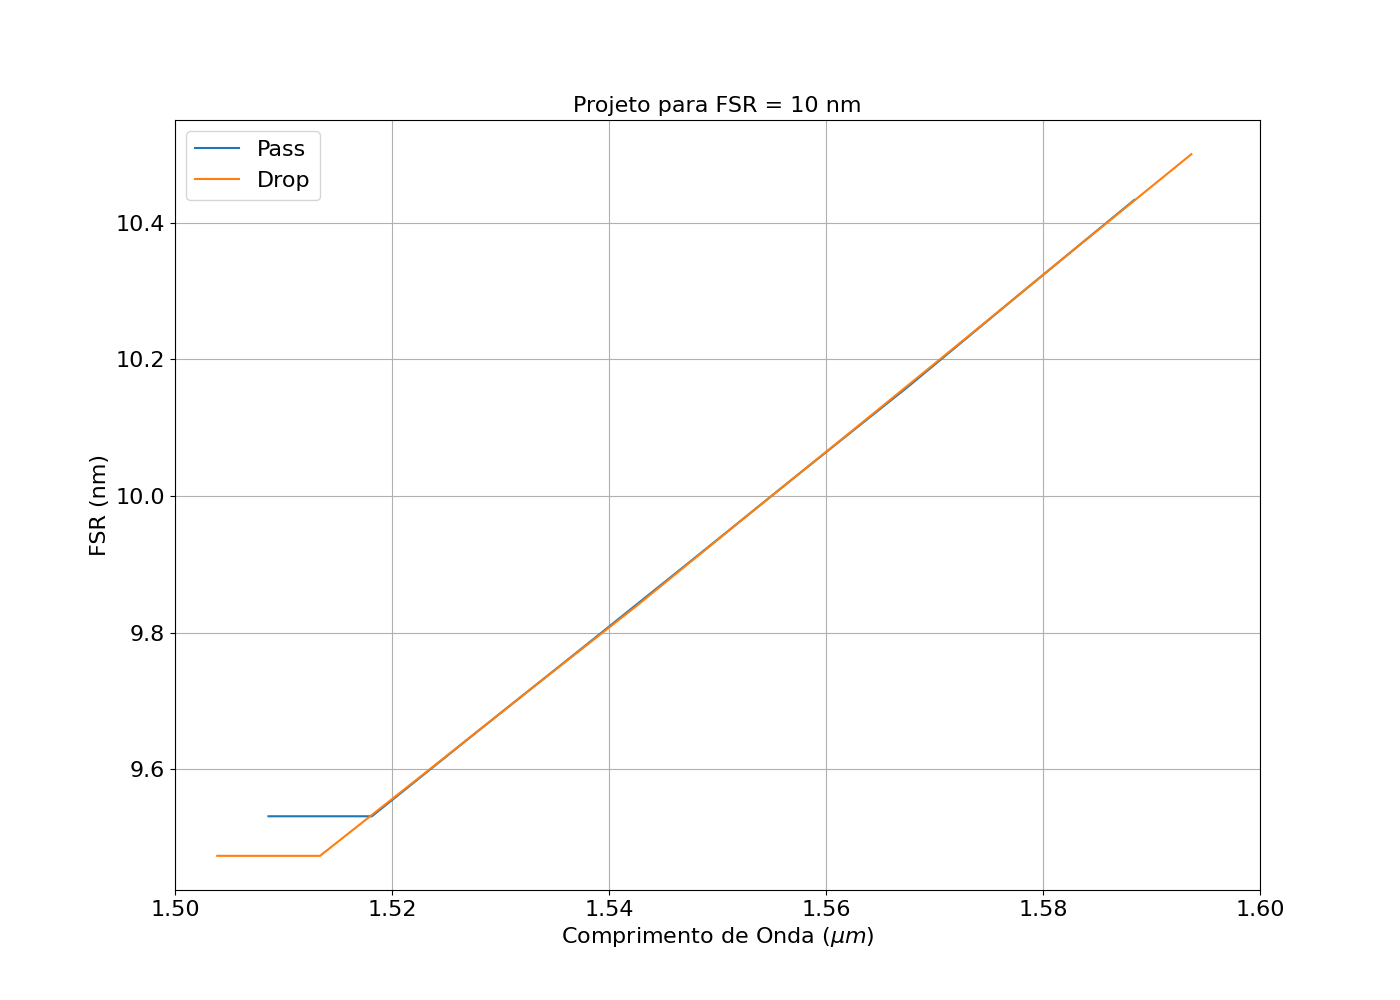 Projeto para FSR = 10 nm
Pass
Drop
10.4
10.2
10.0
9.8
9.6
FSR (nm)
1.50 1.52 1.54 1.56 1.58 1.60
Comprimento de Onda (μm)